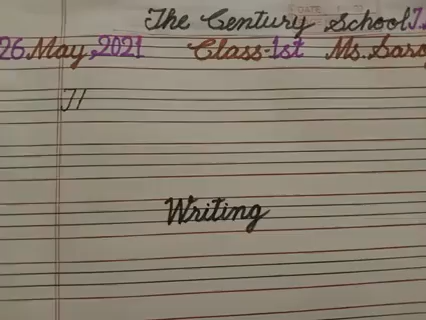 The Century School
26 May, 2021 Class-1st Ms.
Writing